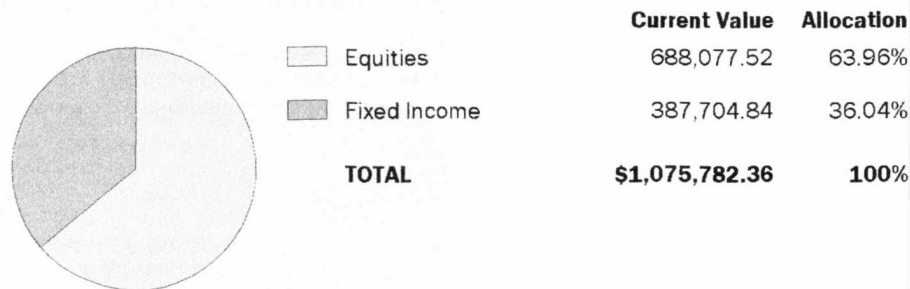 Current Value Allocation
Equities 688,077.52 63.96%
Fixed Income 387,704.84 36.04%
TOTAL $1,075,782.36 100%